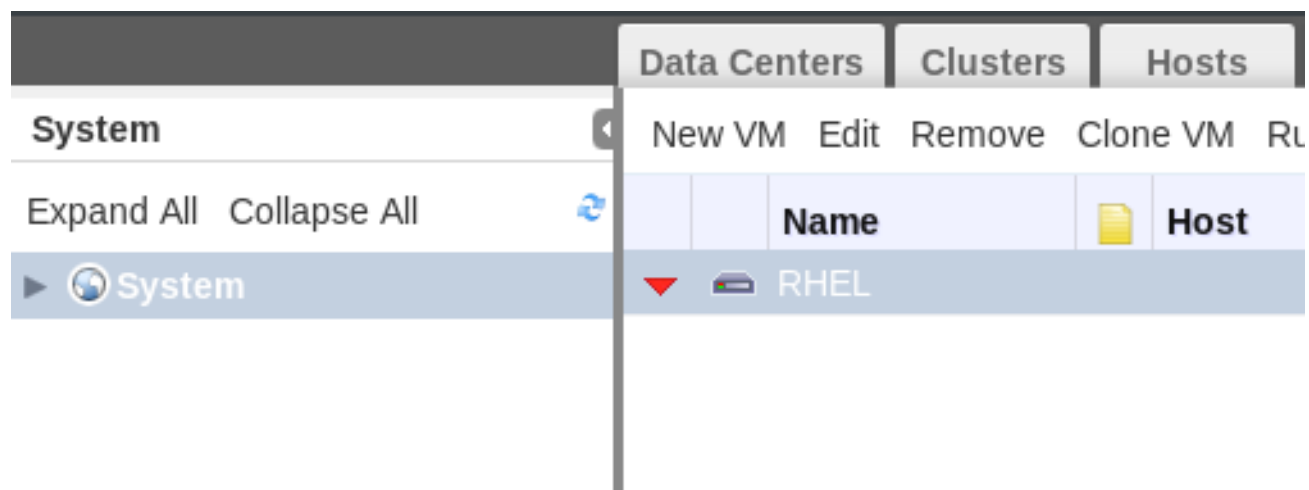 Data Centers Clusters Hosts
System
New VM Edit Remove Clone VM
Expand All Collapse All
Name Host
System
RHEL